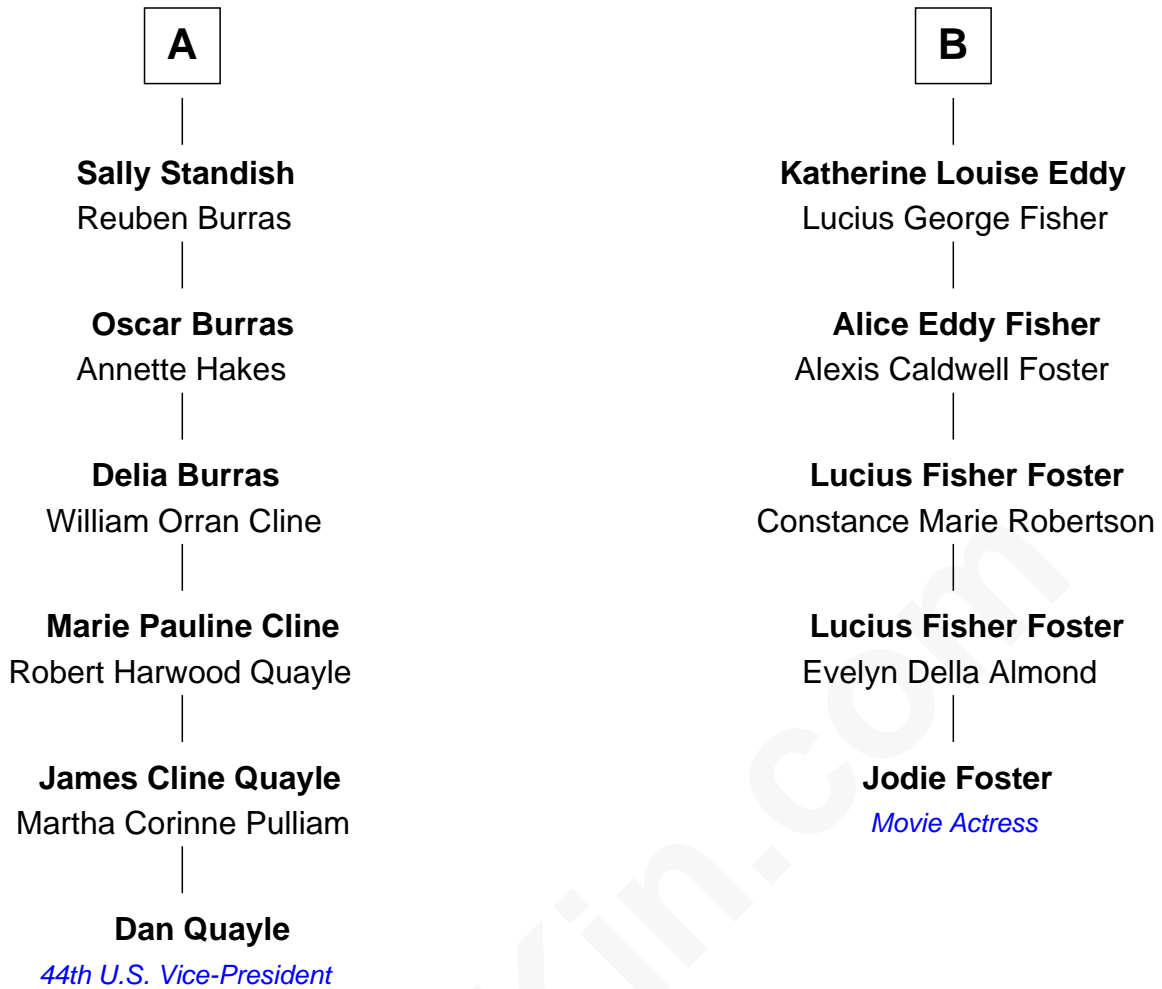 A
Sally Standish
Reuben Burras
Oscar Burras
Annette Hakes
Delia Burras
William Orran Cline
Marie Pauline Cline
Robert Harwood Quayle
James Cline Quayle
Martha Corinne Pulliam
Dan Quayle
44th U.S. Vice-President
B
Katherine Louise Eddy
Lucius George Fisher
Alice Eddy Fisher
Alexis Caldwell Foster
Lucius Fisher Foster
Constance Marie Robertson
Lucius Fisher Foster
Evelyn Della Almond
Jodie Foster
Movie Actress